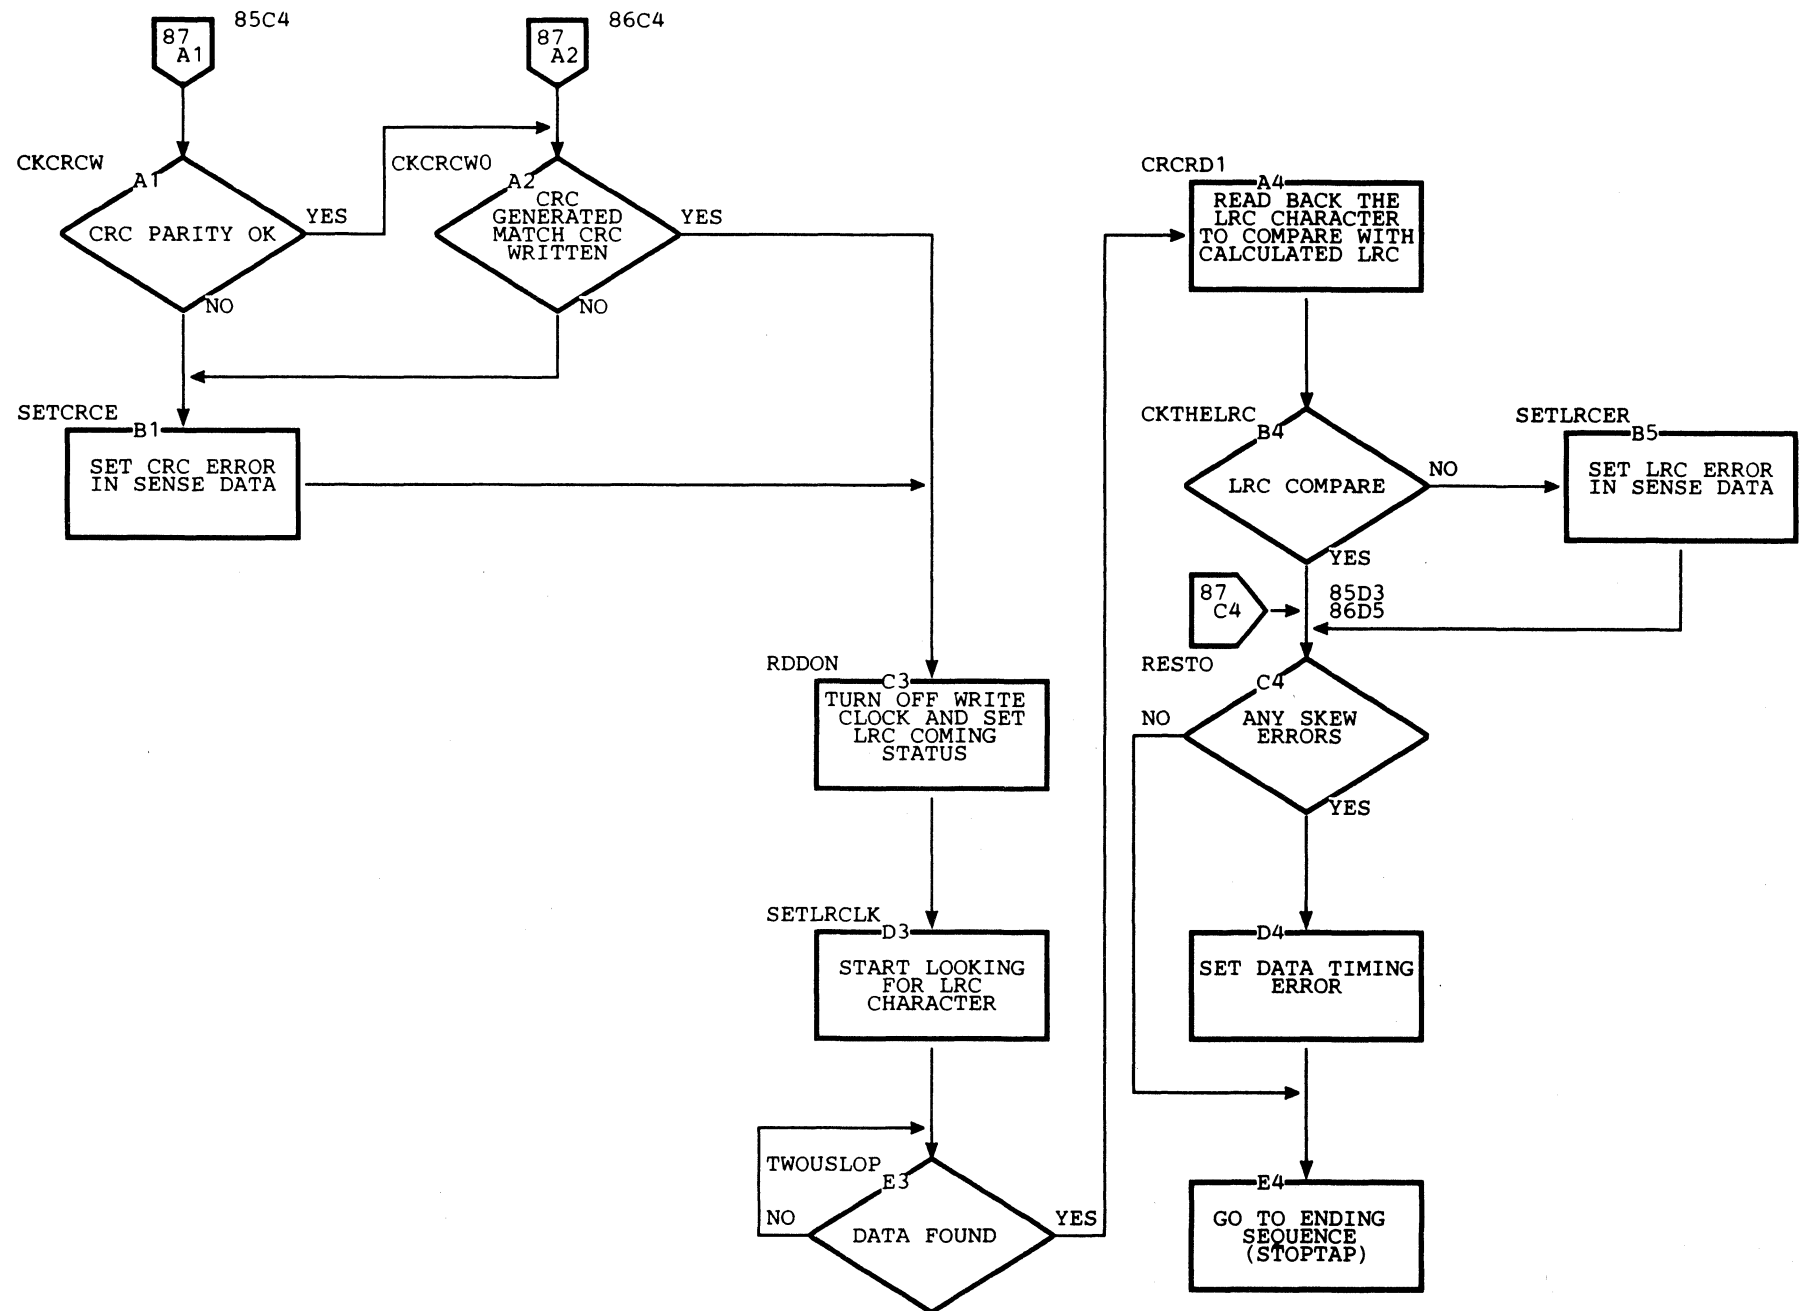 87
A1
85C4
87
A2
86C4
CKCRCW
A1
CRC PARITY OK
YES
NO
CKCRCW0
A2
CRC
GENERATED
MATCH CRC
WRITTEN
YES
NO
SETCRCE
B1
SET CRC ERROR
IN SENSE DATA
RDDON
C3
TURN OFF WRITE
CLOCK AND SET
LRC COMING
STATUS
SETLRCLK
D3
START LOOKING
FOR LRC
CHARACTER
TWOUSLOP
E3
NO
DATA FOUND
YES
CRCRD1
A4
READ BACK THE
LRC CHARACTER
TO COMPARE WITH
CALCULATED LRC
CKTHELRC
B4
LRC COMPARE
NO
YES
SETLRCER
B5
SET LRC ERROR
IN SENSE DATA
87
C4
85D3
86D5
RESTO
C4
NO
ANY SKEW
ERRORS
YES
D4
SET DATA TIMING
ERROR
E4
GO TO ENDING
SEQUENCE
(STOPTAP)